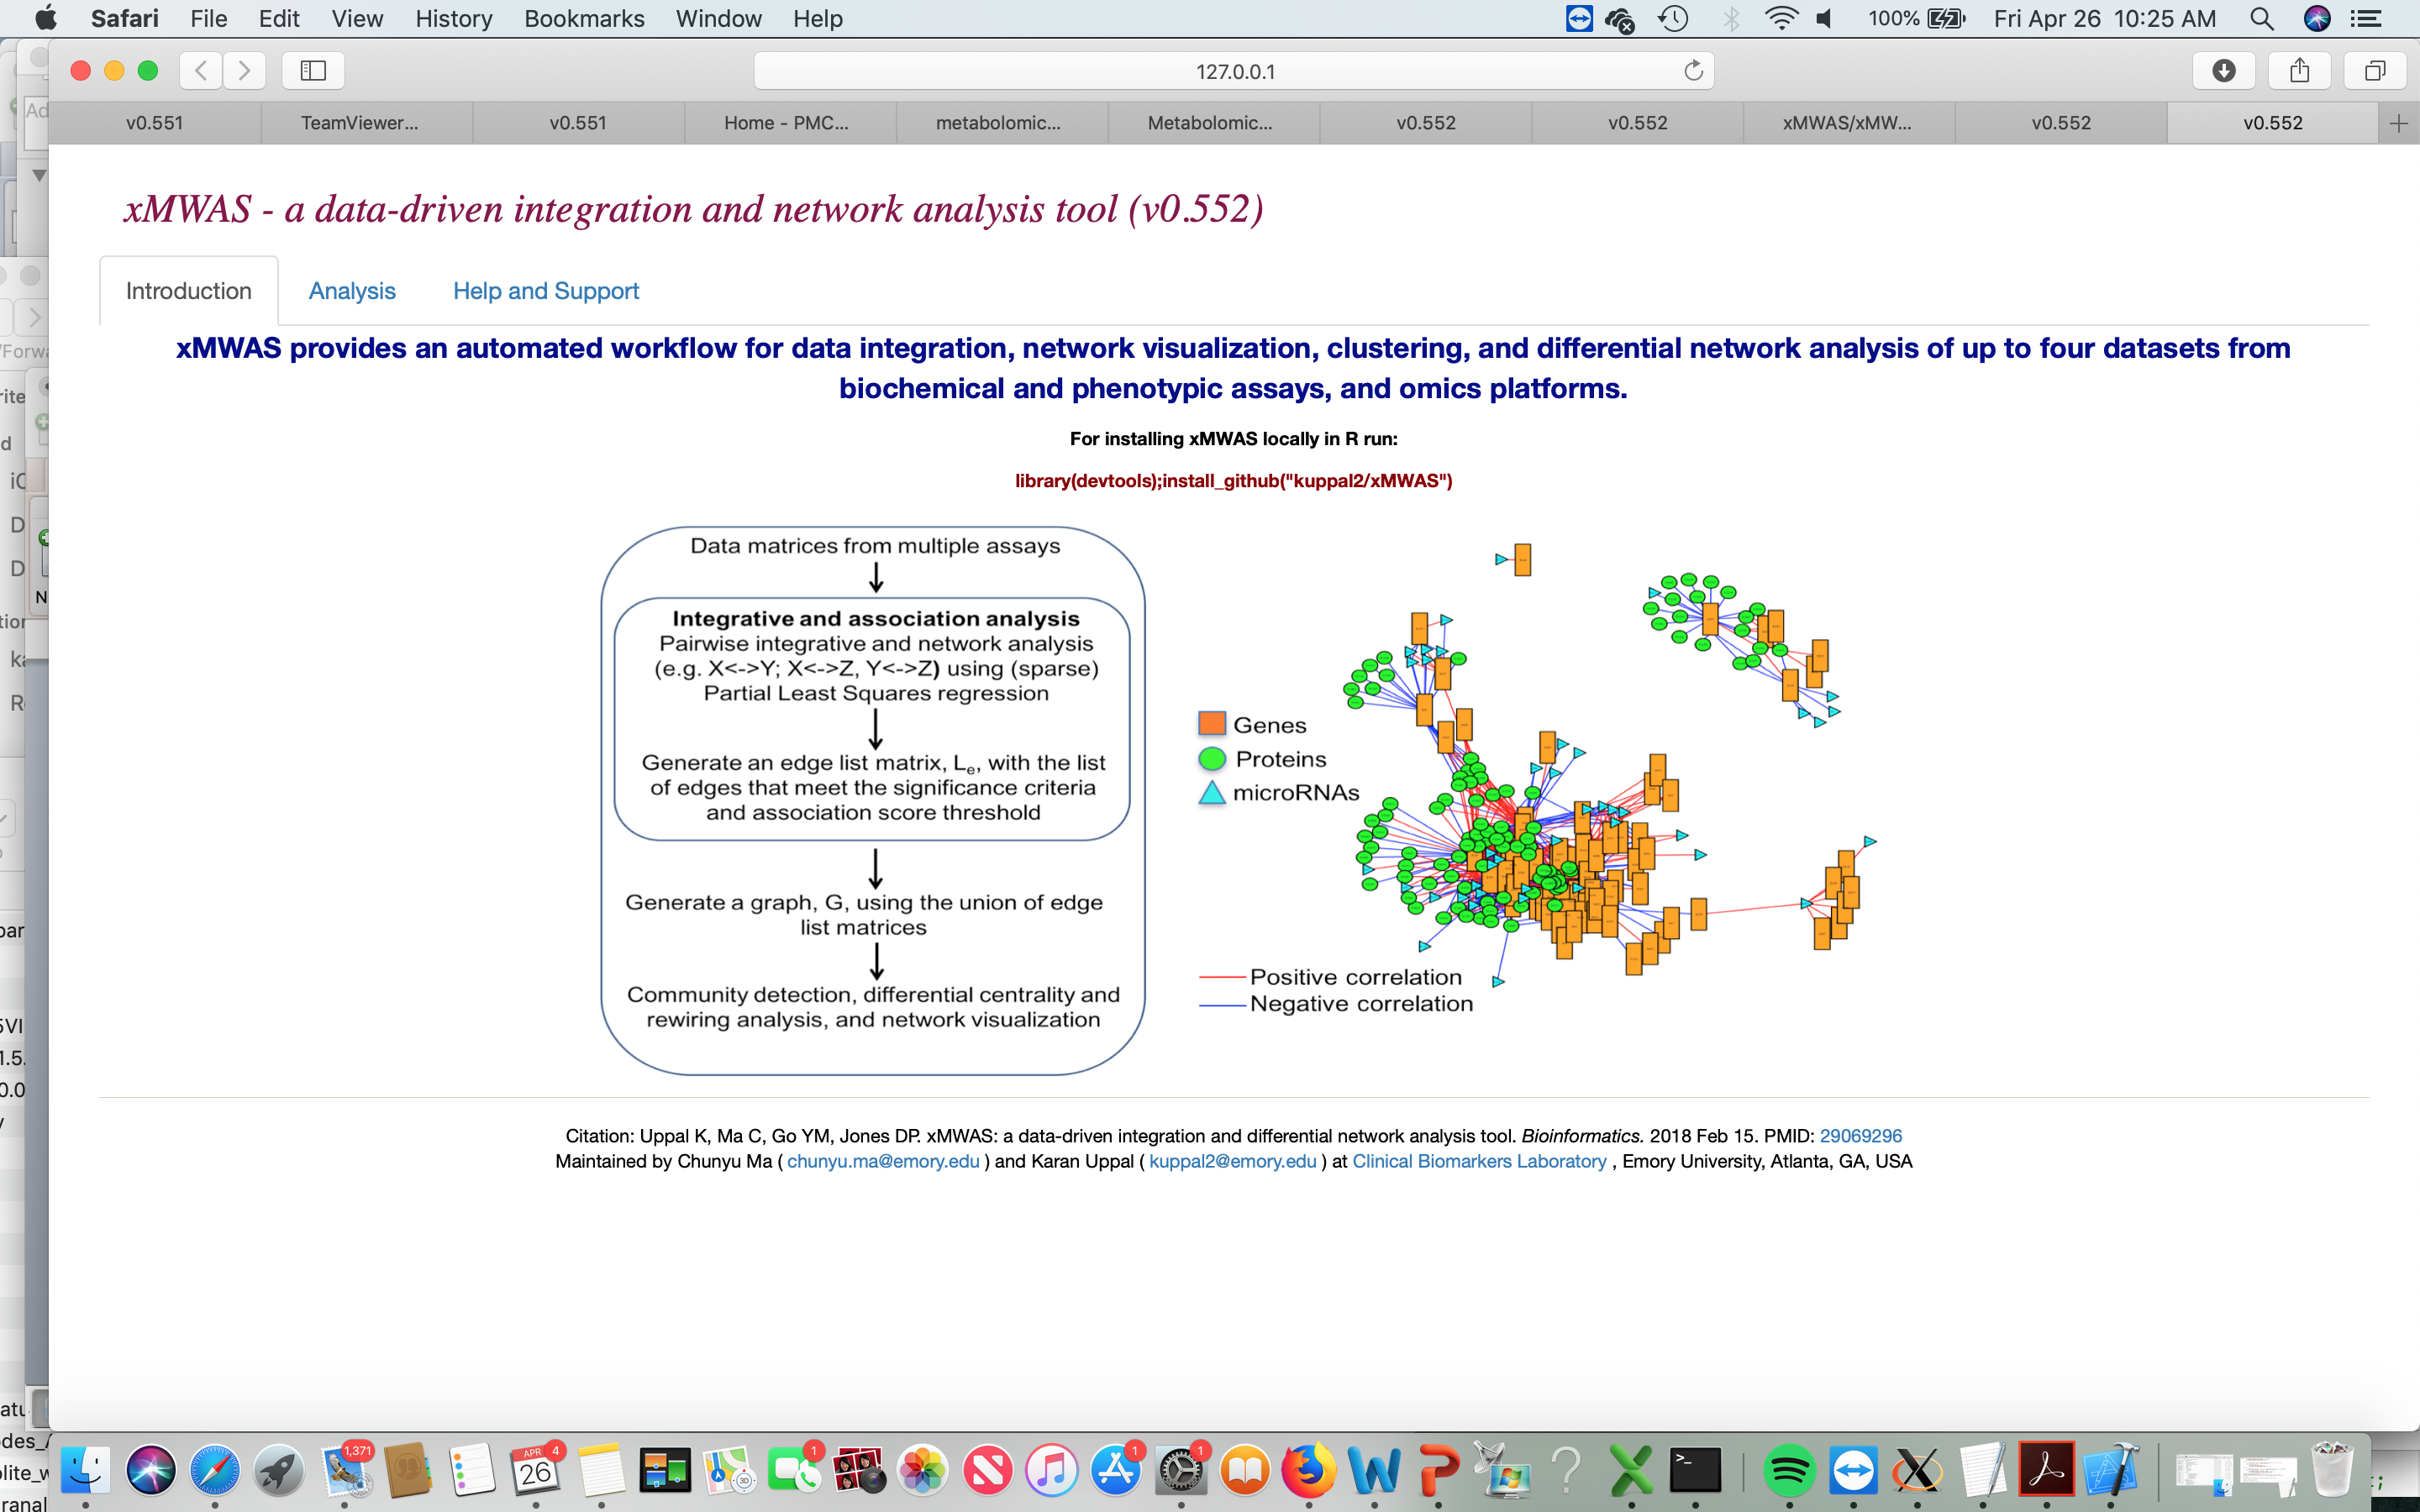 Safari File Edit View History Bookmarks Window Help 100% Fri Apr 26 10:25 AM
127.0.0.1
v0.551 TeamViewer... v0.551 Home - PMC... metabolomic... Metabolomic... v0.552 v0.552 xMWAS/xMW... v0.552 v0.552
xMWAS - a data-driven integration and network analysis tool (v0.552)
Introduction Analysis Help and Support
xMWAS provides an automated workflow for data integration, network visualization, clustering, and differential network analysis of up to four datasets from
biochemical and phenotypic assays, and omics platforms.
For installing xMWAS locally in R run:
library(devtools);install_github("kuppal2/xMWAS")
Data matrices from multiple assays
Integrative and association analysis
Pairwise integrative and network analysis
(e.g. X<->Y; X<->Z, Y<->Z) using (sparse)
Partial Least Squares regression
Generate an edge list matrix, Le, with the list
of edges that meet the significance criteria
and association score threshold
Generate a graph, G, using the union of edge
list matrices
Community detection, differential centrality and
rewiring analysis, and network visualization
Genes
Proteins
microRNAs
Positive correlation
Negative correlation
Citation: Uppal K, Ma C, Go YM, Jones DP. xMWAS: a data-driven integration and differential network analysis tool. Bioinformatics. 2018 Feb 15. PMID: 29069296
Maintained by Chunyu Ma ( chunyu.ma@emory.edu ) and Karan Uppal ( kuppal2@emory.edu ) at Clinical Biomarkers Laboratory , Emory University, Atlanta, GA, USA
1,371 APR 26 4 3D 1 1 1